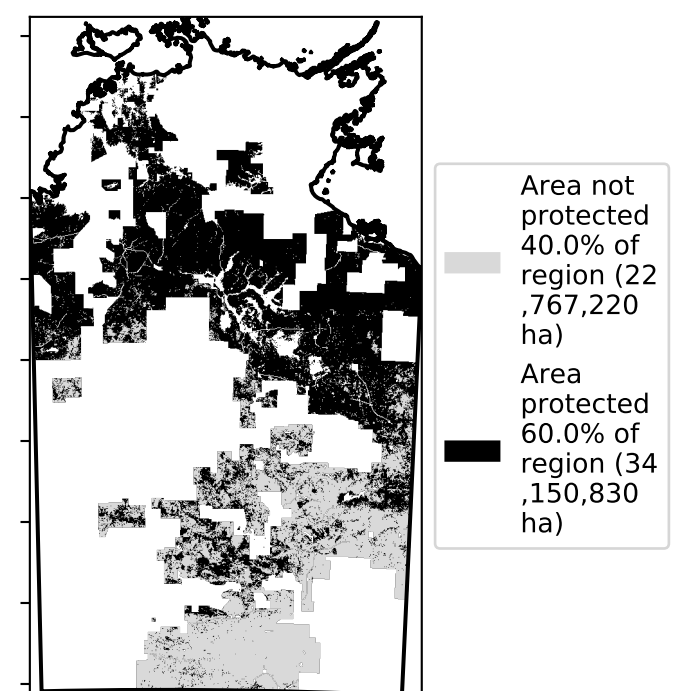 Area not
protected
40.0% of
region (22
,767,220
ha)
Area
protected
60.0% of
region (34
,150,830
ha)